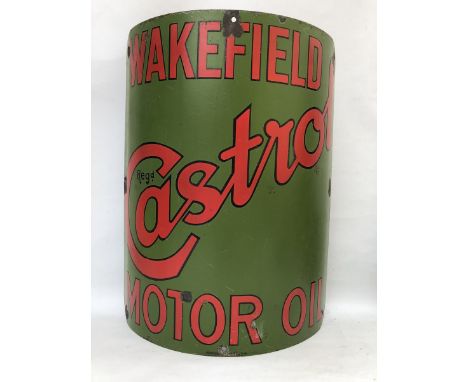 WAKEFIELD
Castrol
Regd
MOTOR OIL